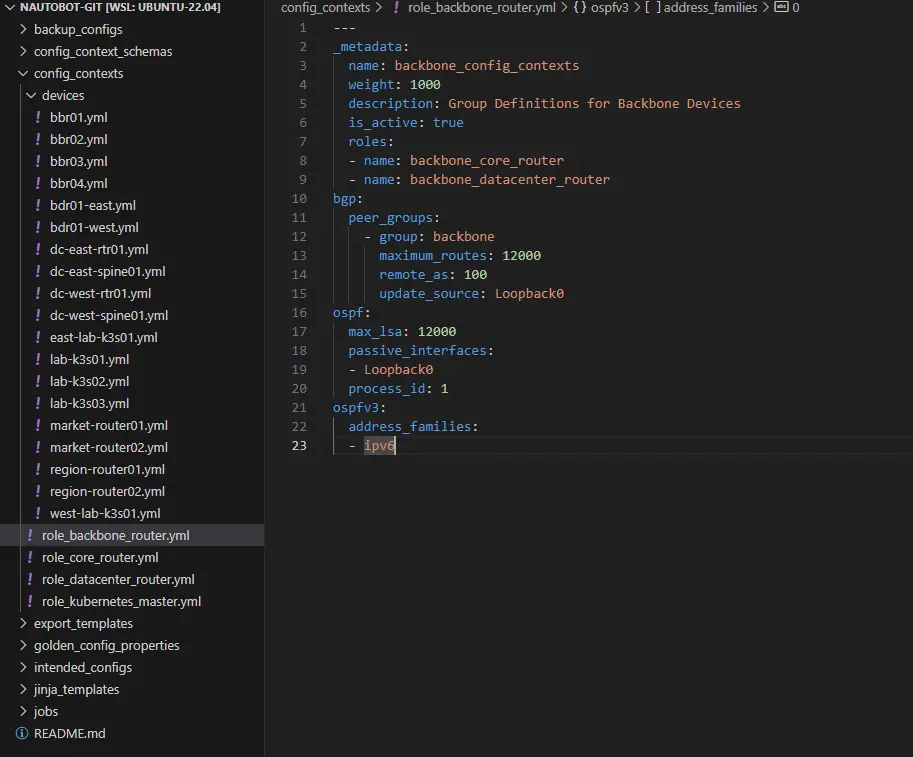 NAUTOBOT-GIT [WSL: UBUNTU-22.04]
backup_configs
config_context_schemas
config_contexts
devices
! bbr01.yml
! bbr02.yml
! bbr03.yml
! bbr04.yml
! bdr01-east.yml
! bdr01-west.yml
! dc-east-rtr01.yml
! dc-east-spine01.yml
! dc-west-rtr01.yml
! dc-west-spine01.yml
! east-lab-k3s01.yml
! lab-k3s01.yml
! lab-k3s02.yml
! lab-k3s03.yml
! market-router01.yml
! market-router02.yml
! region-router01.yml
! region-router02.yml
! west-lab-k3s01.yml
! role_backbone_router.yml
! role_core_router.yml
! role_datacenter_router.yml
! role_kubernetes_master.yml
export_templates
golden_config_properties
intended_configs
jinja_templates
jobs
README.md
config_contexts > ! role_backbone_router.yml > {} ospfv3 > [ ] address_families > abc 0
1 ---
2 _metadata:
3   name: backbone_config_contexts
4   weight: 1000
5   description: Group Definitions for Backbone Devices
6   is_active: true
7   roles:
8   - name: backbone_core_router
9   - name: backbone_datacenter_router
10 bgp:
11   peer_groups:
12     - group: backbone
13       maximum_routes: 12000
14       remote_as: 100
15       update_source: Loopback0
16 ospf:
17   max_lsa: 12000
18   passive_interfaces:
19   - Loopback0
20   process_id: 1
21 ospfv3:
22   address_families:
23   - ipv6